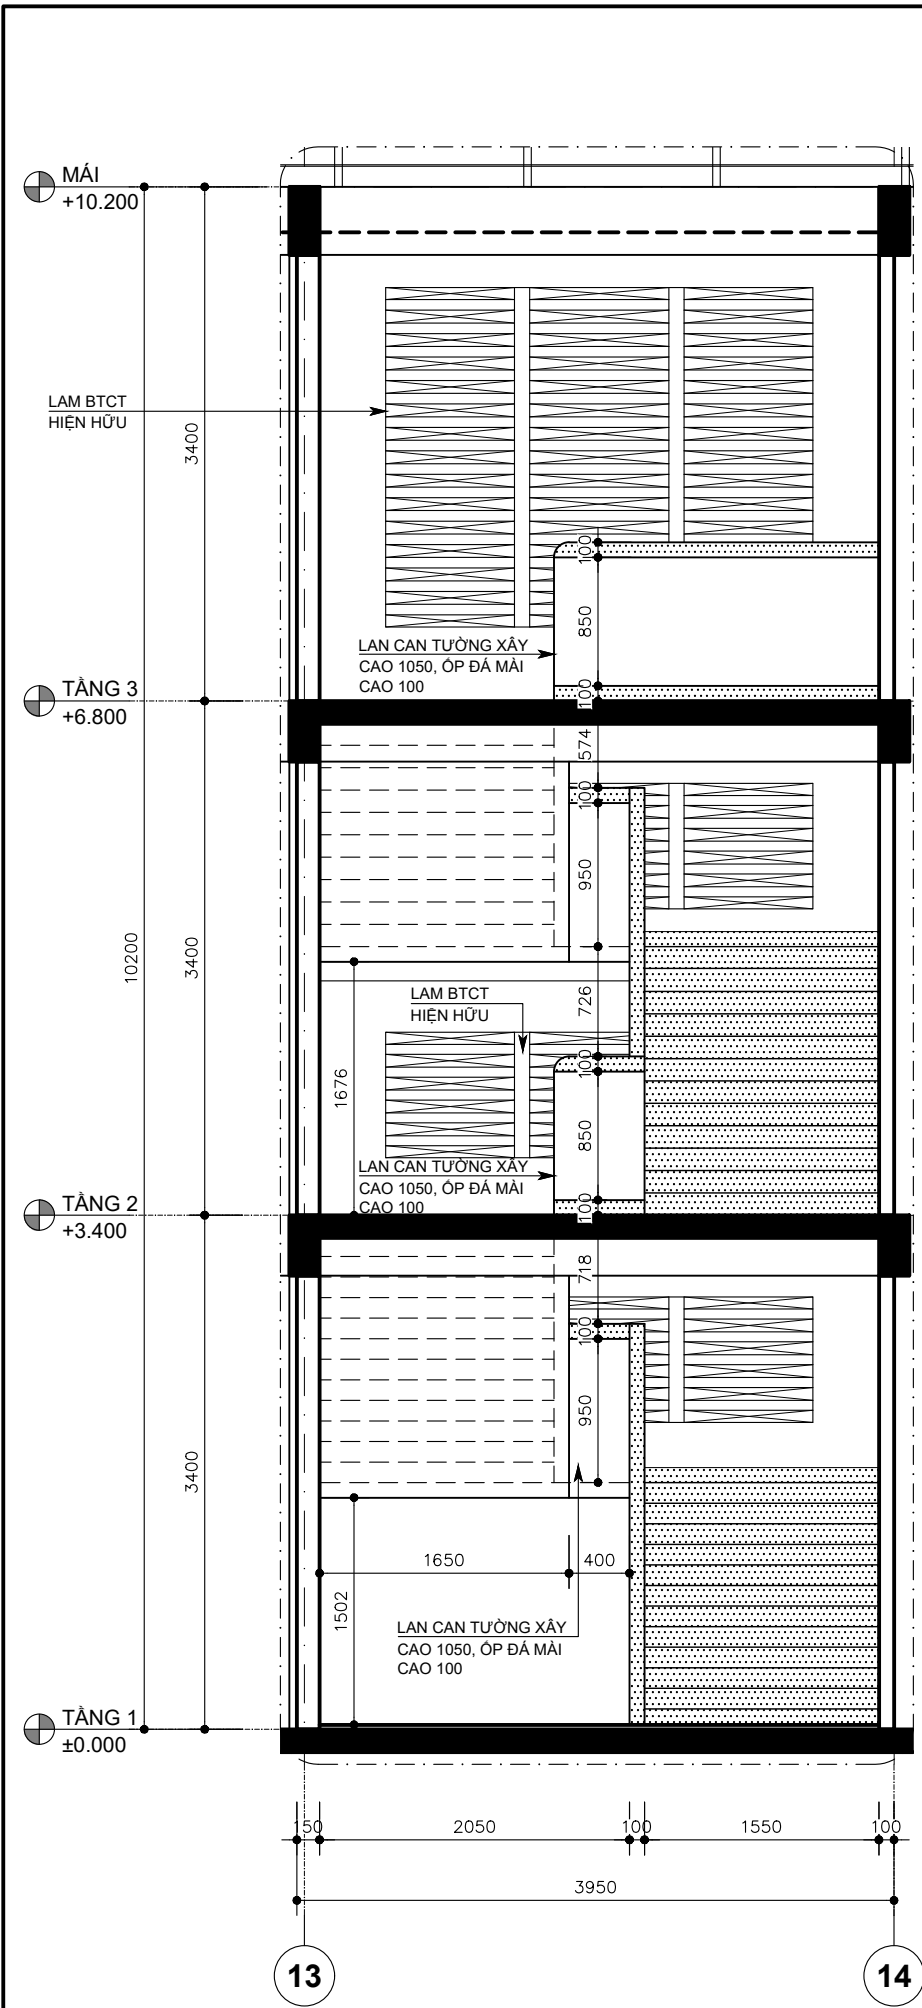 MÁI
+10.200
LAM BTCT
HIỆN HỮU
3400
100
850
LAN CAN TƯỜNG XÂY
CAO 1050, ỐP ĐÁ MÀI
CAO 100
100
TẦNG 3
+6.800
574
100
950
10200
3400
726
LAM BTCT
HIỆN HỮU
100
1676
850
LAN CAN TƯỜNG XÂY
CAO 1050, ỐP ĐÁ MÀI
CAO 100
100
TẦNG 2
+3.400
718
100
950
3400
1650
400
1502
LAN CAN TƯỜNG XÂY
CAO 1050, ỐP ĐÁ MÀI
CAO 100
TẦNG 1
±0.000
150
2050
100
1550
100
3950
13
14